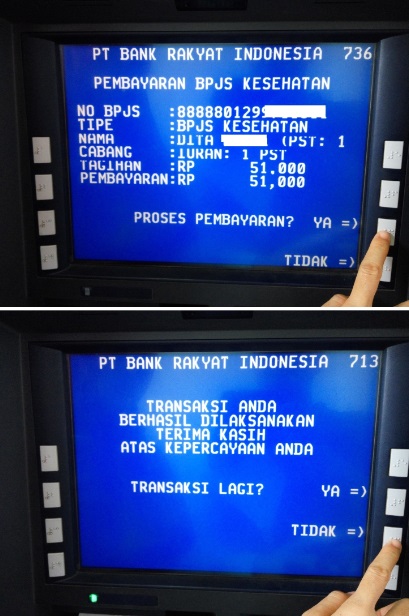 PT BANK RAKYAT INDONESIA 736
PEMBAYARAN BPJS KESEHATAN
NO BPJS :8888801299
TIPE :BPJS KESEHATAN
NAMA :DITA (PST: 1
CABANG :IURAN: 1 PST
TAGIHAN :RP 51.000
PEMBAYARAN:RP 51,000
PROSES PEMBAYARAN? YA =)
TIDAK =)
PT BANK RAKYAT INDONESIA 713
TRANSAKSI ANDA
BERHASIL DILAKSANAKAN
TERIMA KASIH
ATAS KEPERCAYAAN ANDA
TRANSAKSI LAGI? YA =)
TIDAK =)